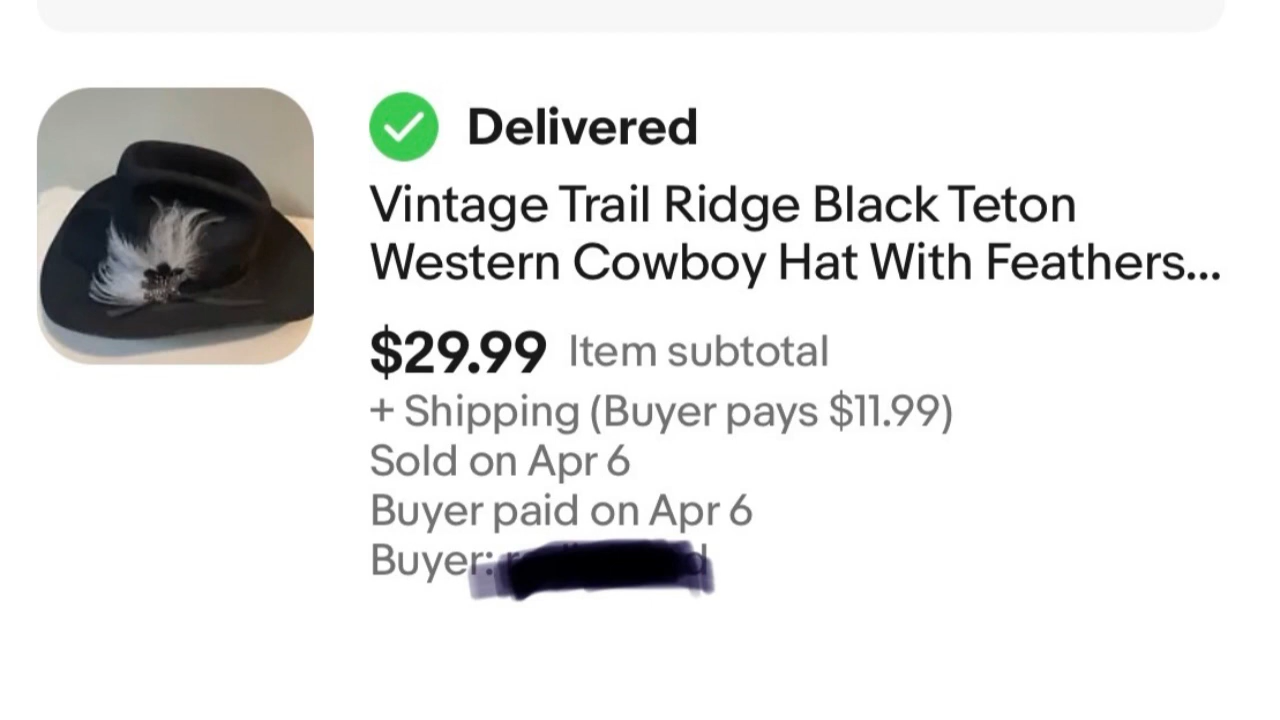 Delivered
Vintage Trail Ridge Black Teton
Western Cowboy Hat With Feathers...
$29.99 Item subtotal
+ Shipping (Buyer pays $11.99)
Sold on Apr 6
Buyer paid on Apr 6
Buyer: